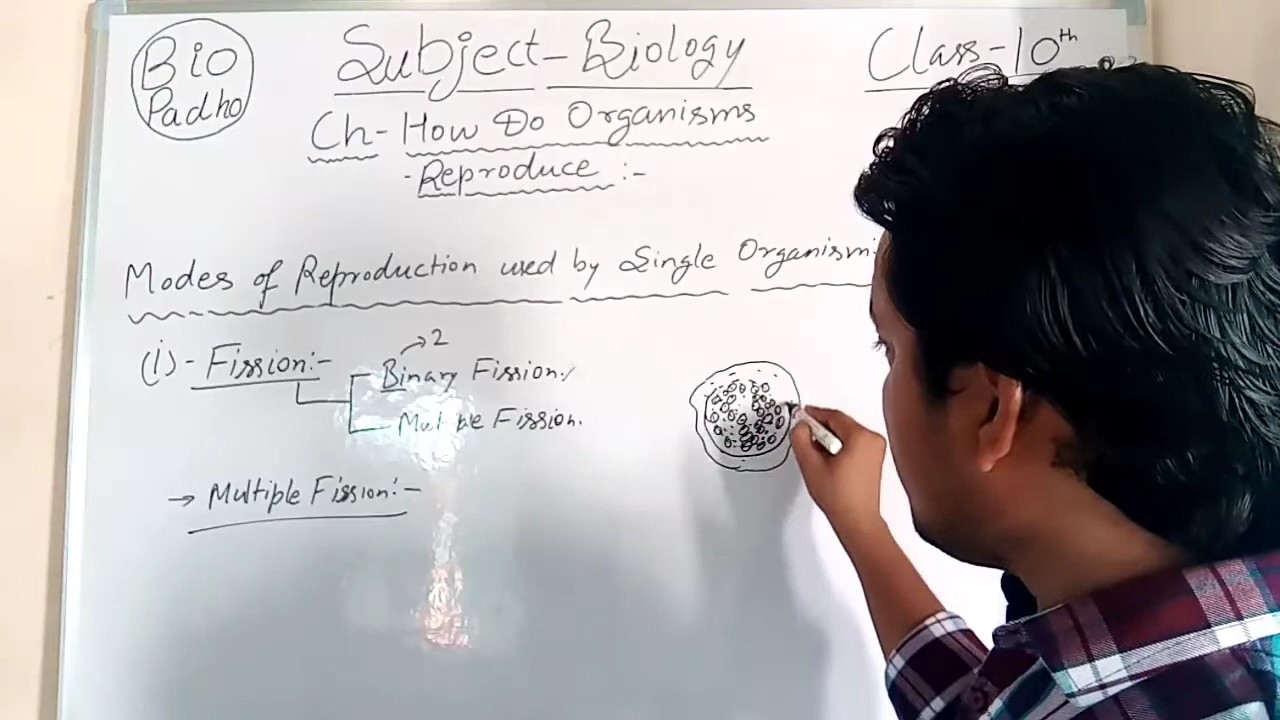 Bio
Padho
Subject-Biology
Class-10th
Ch-How Do Organisms
-Reproduce :-
Modes of Reproduction used by Single Organism
(i)- Fission:-
2
Binary Fission
Multiple Fission.
→ Multiple Fission:-